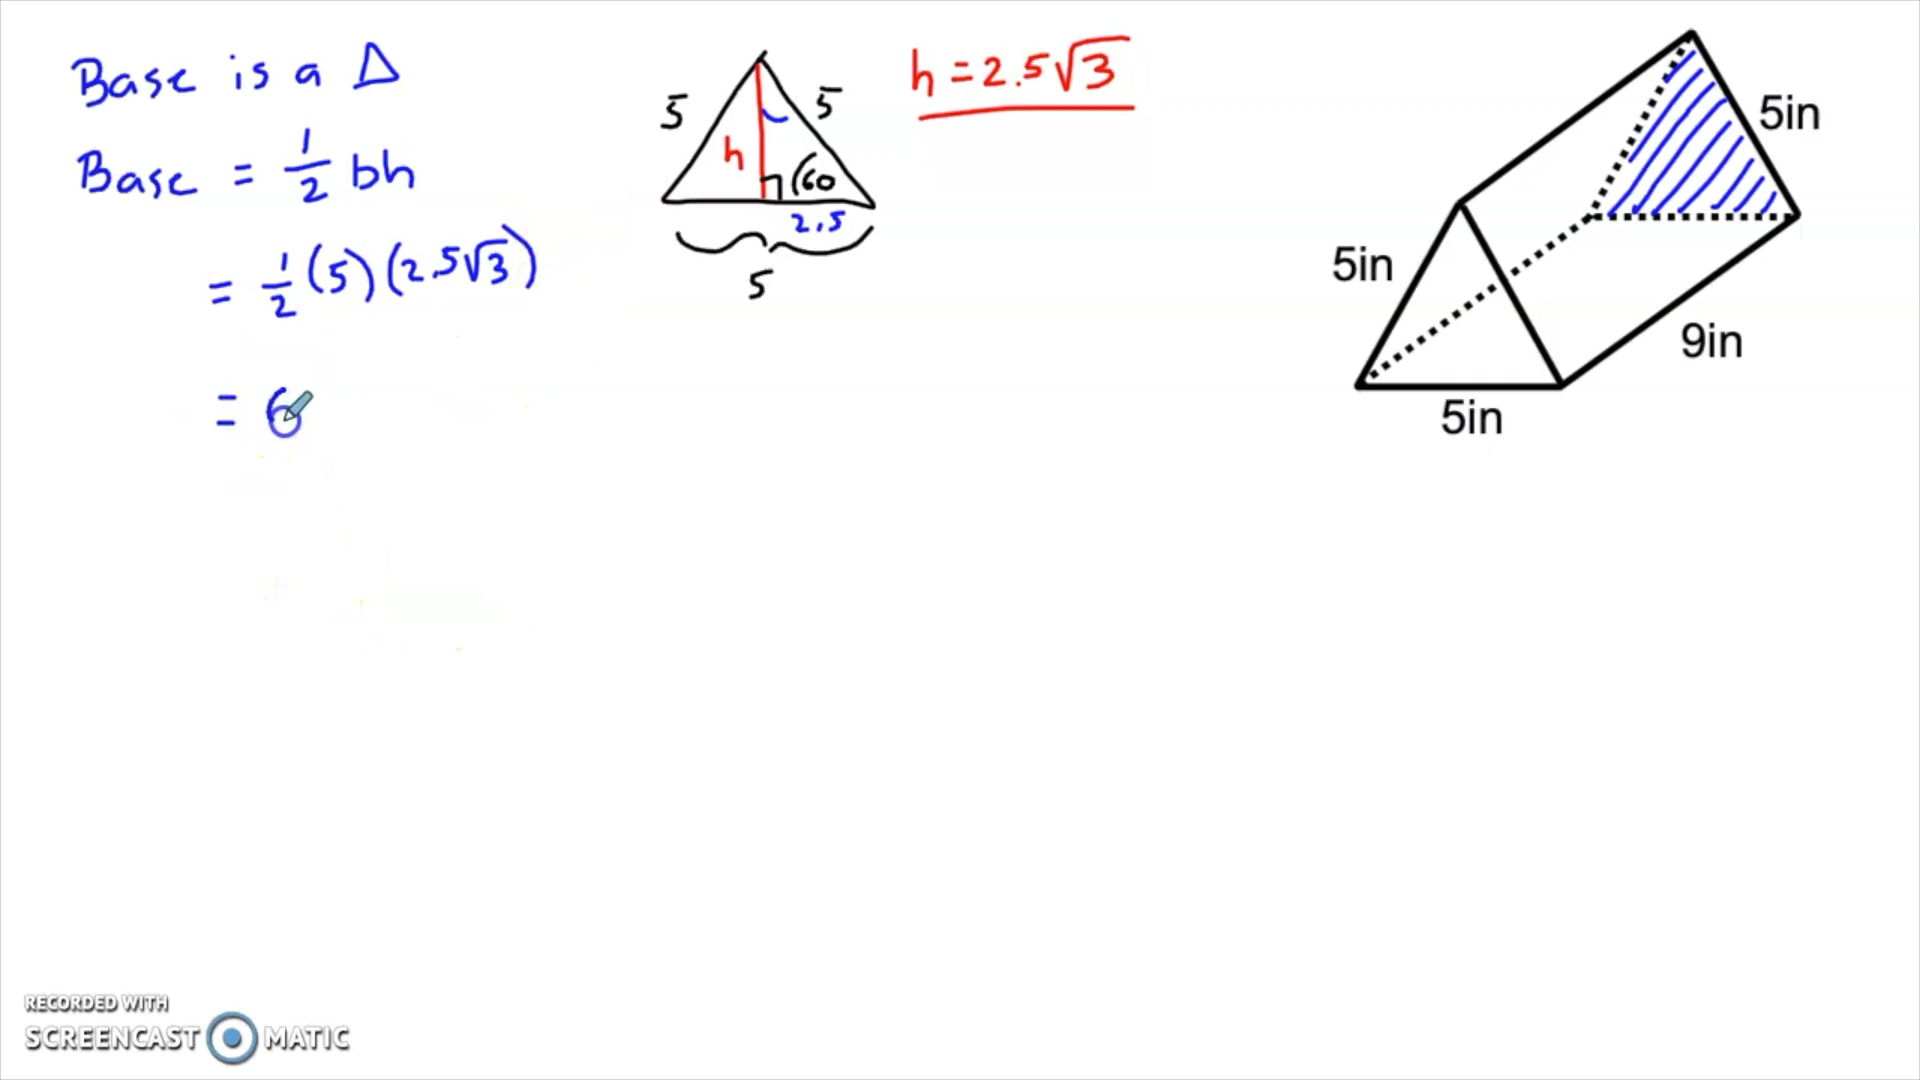 Base is a Δ
Base = 1/2 bh
= 1/2 (5)(2.5√3)
= 6
5
5
h
(60
2.5
5
h = 2.5√3
5in
5in
9in
5in
RECORDED WITH
SCREENCAST MATIC